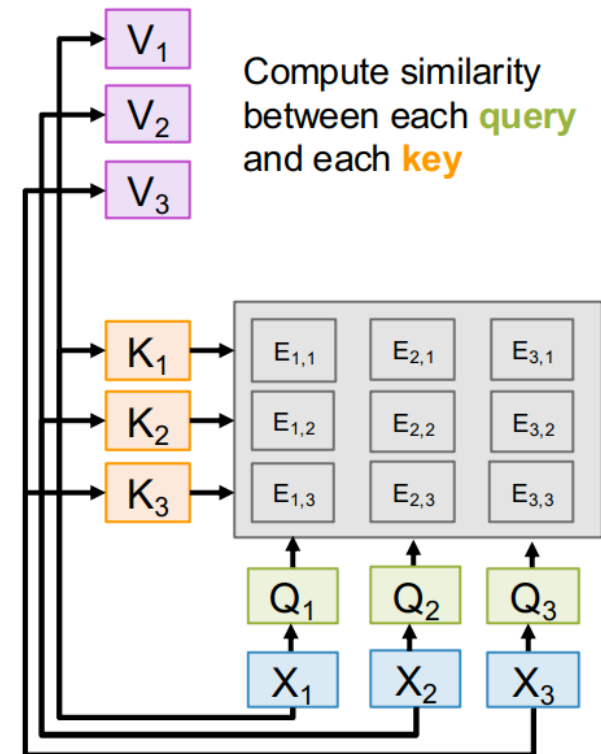 V₁
Compute similarity
between each query
and each key
V₂
V₃
K₁ E₁,₁ E₂,₁ E₃,₁
K₂ E₁,₂ E₂,₂ E₃,₂
K₃ E₁,₃ E₂,₃ E₃,₃
Q₁ Q₂ Q₃
X₁ X₂ X₃